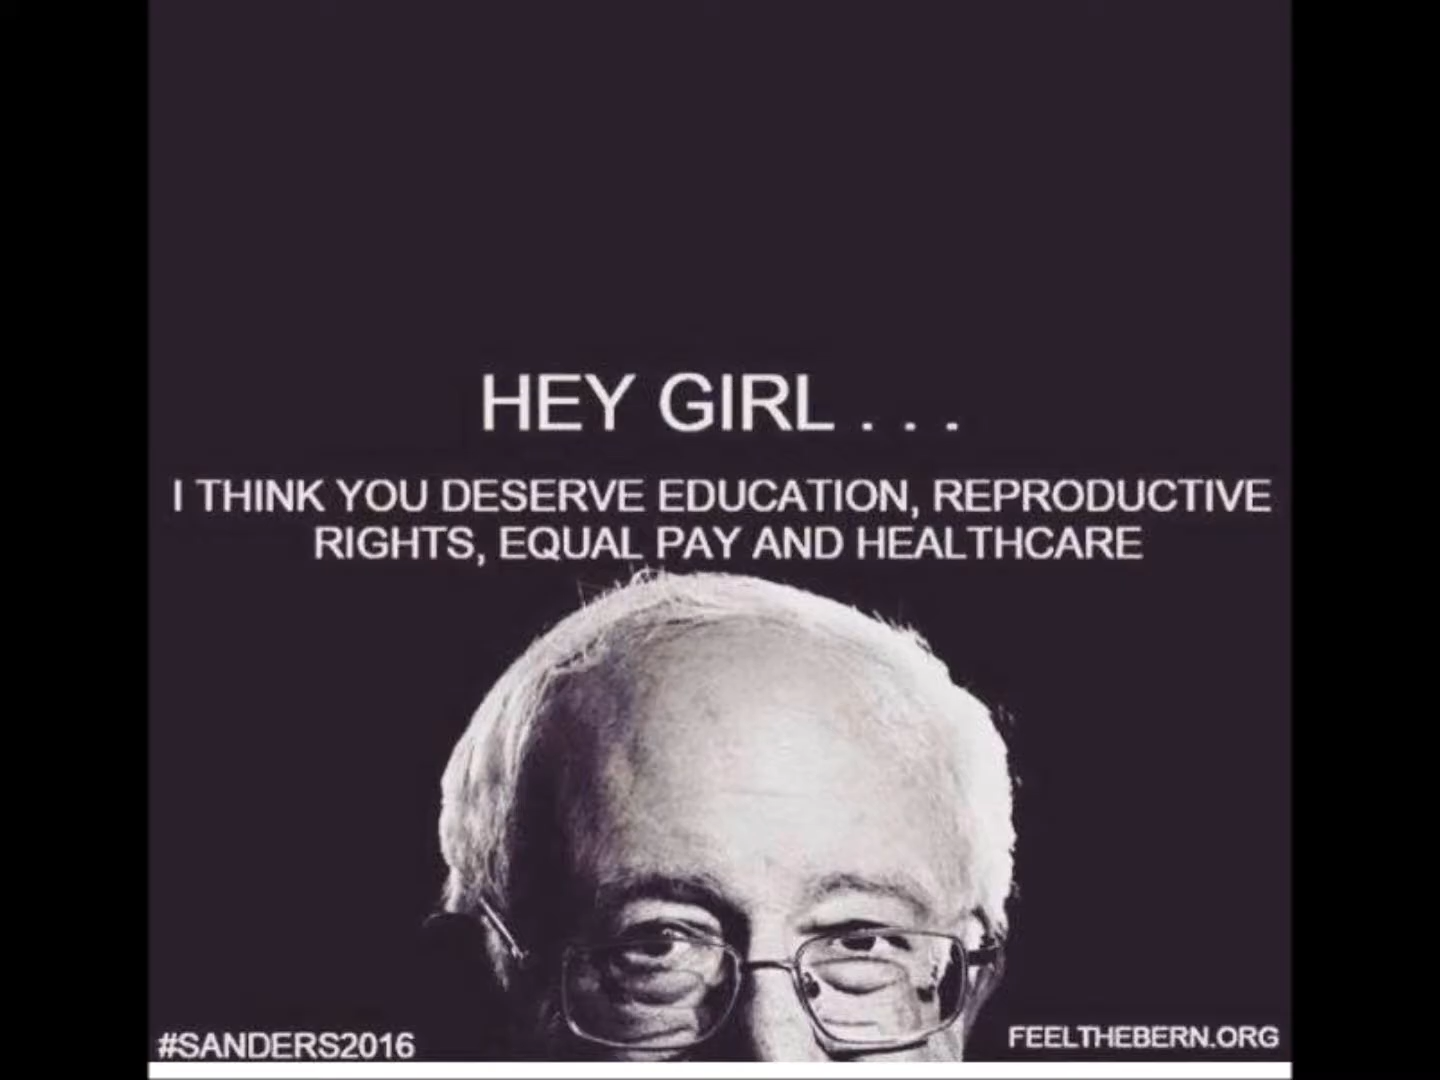 HEY GIRL . . .
I THINK YOU DESERVE EDUCATION, REPRODUCTIVE
RIGHTS, EQUAL PAY AND HEALTHCARE
#SANDERS2016
FEELTHEBERN.ORG